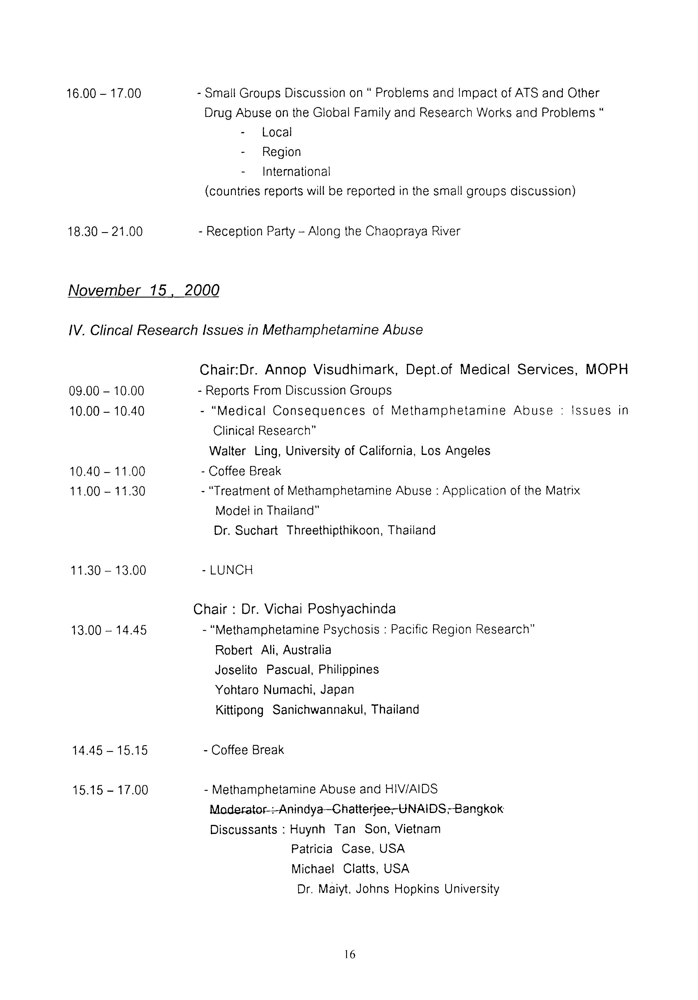 16.00 – 17.00 - Small Groups Discussion on “ Problems and Impact of ATS and Other
Drug Abuse on the Global Family and Research Works and Problems “
- Local
- Region
- International
(countries reports will be reported in the small groups discussion)
18.30 – 21.00 - Reception Party – Along the Chaopraya River
November 15 , 2000
IV. Clincal Research Issues in Methamphetamine Abuse
Chair:Dr. Annop Visudhimark, Dept.of Medical Services, MOPH
09.00 – 10.00 - Reports From Discussion Groups
10.00 – 10.40 - “Medical Consequences of Methamphetamine Abuse : Issues in
Clinical Research”
Walter Ling, University of California, Los Angeles
10.40 – 11.00 - Coffee Break
11.00 – 11.30 - “Treatment of Methamphetamine Abuse : Application of the Matrix
Model in Thailand”
Dr. Suchart Threethipthikoon, Thailand
11.30 – 13.00 - LUNCH
Chair : Dr. Vichai Poshyachinda
13.00 – 14.45 - “Methamphetamine Psychosis : Pacific Region Research”
Robert Ali, Australia
Joselito Pascual, Philippines
Yohtaro Numachi, Japan
Kittipong Sanichwannakul, Thailand
14.45 – 15.15 - Coffee Break
15.15 – 17.00 - Methamphetamine Abuse and HIV/AIDS
Moderator : Anindya Chatterjee, UNAIDS, Bangkok
Discussants : Huynh Tan Son, Vietnam
Patricia Case, USA
Michael Clatts, USA
Dr. Maiyt, Johns Hopkins University
16